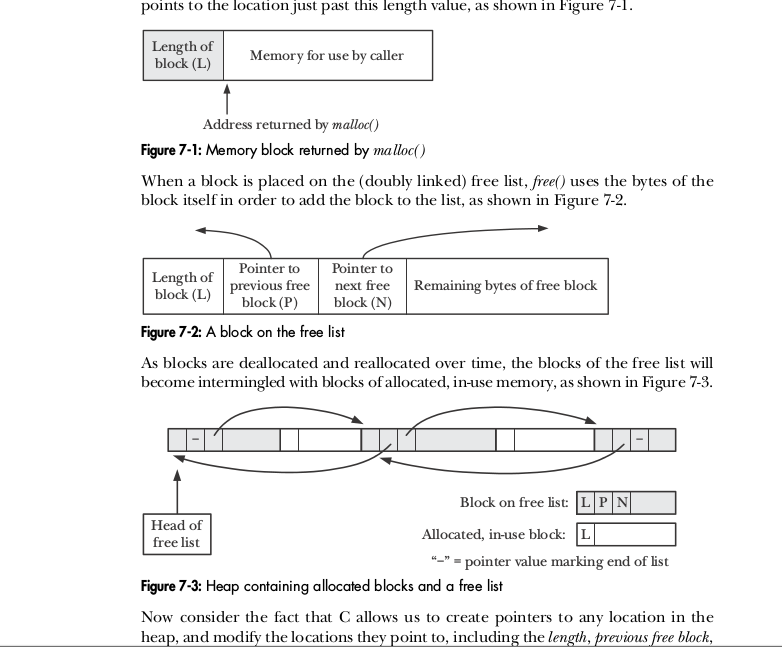 points to the location just past this length value, as shown in Figure 7-1.
Length of
block (L)
Memory for use by caller
Address returned by malloc()
Figure 7-1: Memory block returned by malloc()
When a block is placed on the (doubly linked) free list, free() uses the bytes of the
block itself in order to add the block to the list, as shown in Figure 7-2.
Length of
block (L)
Pointer to
previous free
block (P)
Pointer to
next free
block (N)
Remaining bytes of free block
Figure 7-2: A block on the free list
As blocks are deallocated and reallocated over time, the blocks of the free list will
become intermingled with blocks of allocated, in-use memory, as shown in Figure 7-3.
–
–
Head of
free list
Block on free list:
L P N
Allocated, in-use block:
L
“–” = pointer value marking end of list
Figure 7-3: Heap containing allocated blocks and a free list
Now consider the fact that C allows us to create pointers to any location in the
heap, and modify the locations they point to, including the length, previous free block,